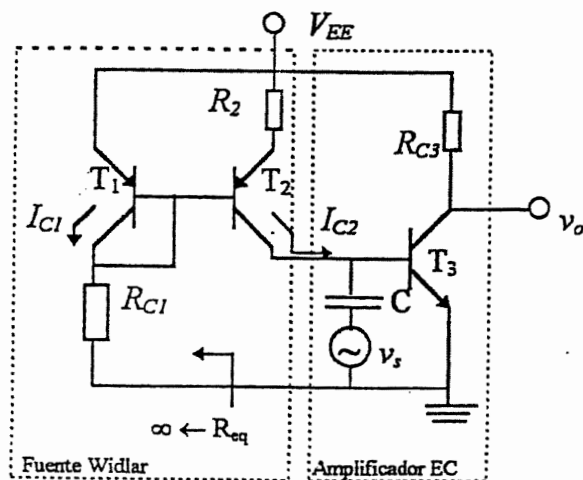 V_EE
R_2
R_C3
T_1
T_2
I_C1
I_C2
v_o
T_3
R_C1
C
v_s
∞ ← R_eq
Fuente Widlar
Amplificador EC